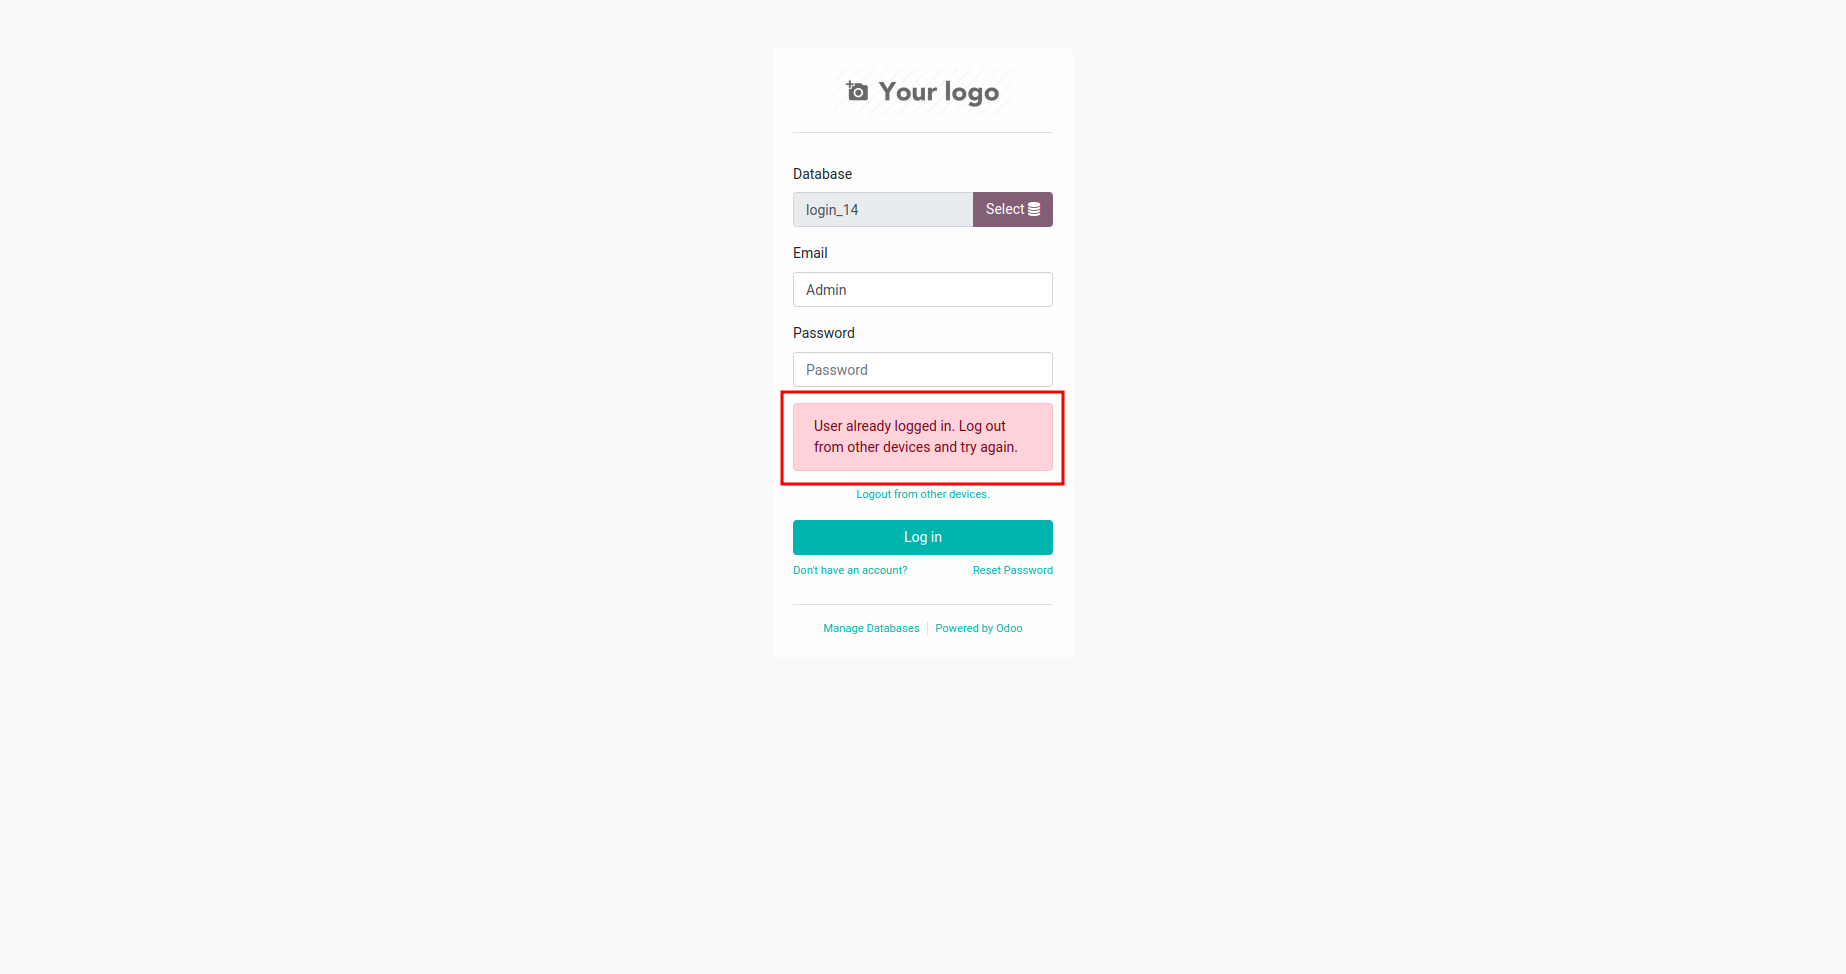 Your logo
Database
login_14
Select
Email
Admin
Password
Password
User already logged in. Log out
from other devices and try again.
Logout from other devices.
Log in
Don't have an account?
Reset Password
Manage Databases
Powered by Odoo